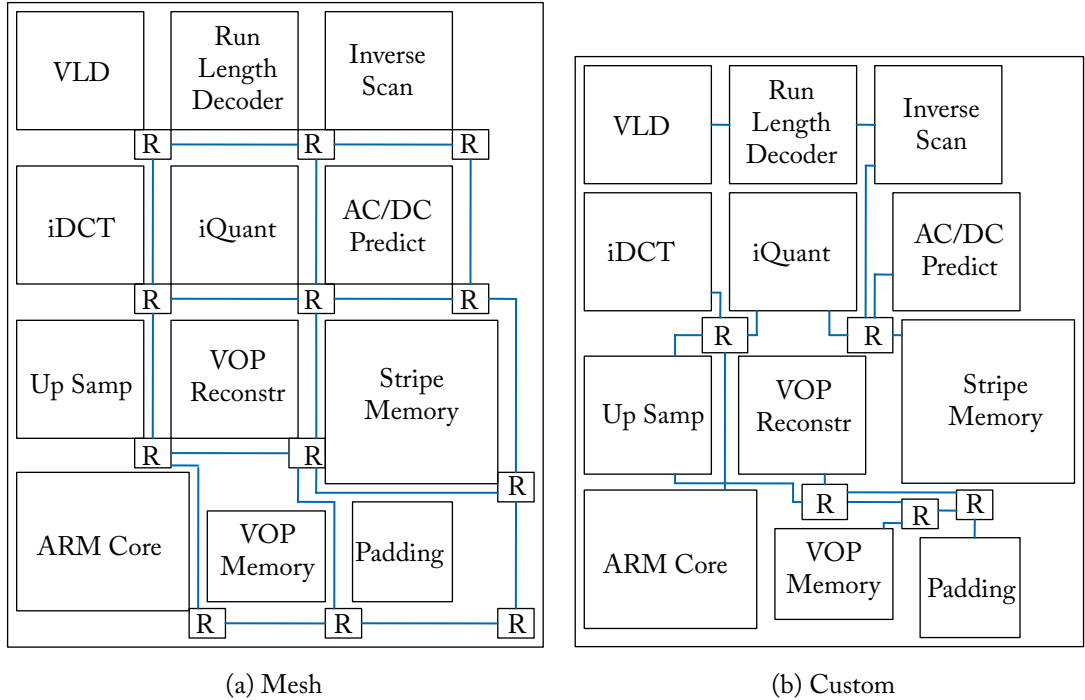 VLD
Run
Length
Decoder
Inverse
Scan
R
R
R
iDCT
iQuant
AC/DC
Predict
R
R
R
Up Samp
VOP
Reconstr
Stripe
Memory
R
R
R
ARM Core
VOP
Memory
Padding
R
R
R
(a) Mesh
VLD
Run
Length
Decoder
Inverse
Scan
iDCT
iQuant
AC/DC
Predict
R
R
Up Samp
VOP
Reconstr
Stripe
Memory
R
R
R
ARM Core
VOP
Memory
Padding
(b) Custom